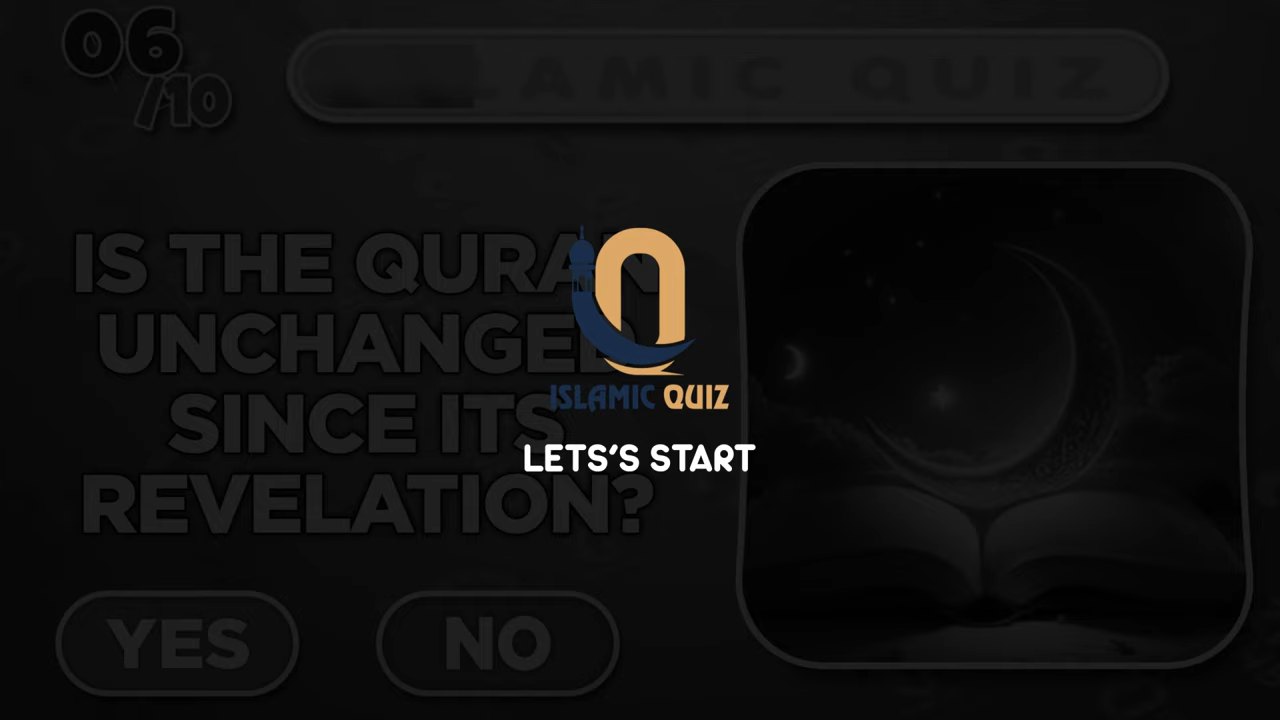 06
/10
ISLAMIC QUIZ
IS THE QURAN
UNCHANGED
SINCE ITS
REVELATION?
ISLAMIC QUIZ
LETS'S START
YES
NO